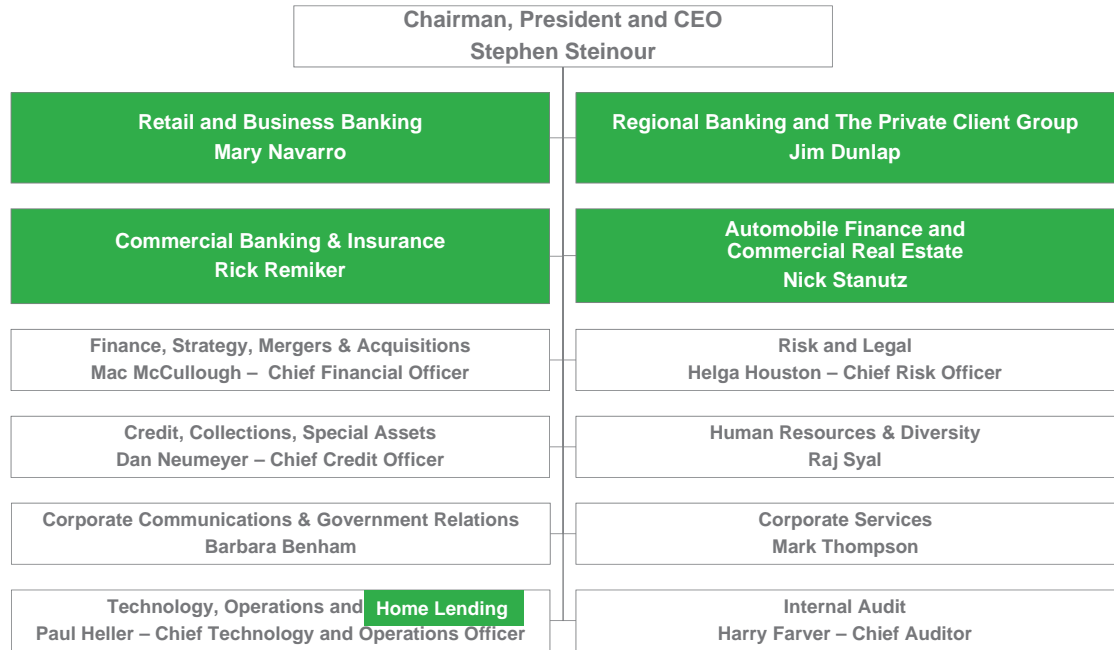 Chairman, President and CEO
Stephen Steinour
Retail and Business Banking
Mary Navarro
Regional Banking and The Private Client Group
Jim Dunlap
Commercial Banking & Insurance
Rick Remiker
Automobile Finance and
Commercial Real Estate
Nick Stanutz
Finance, Strategy, Mergers & Acquisitions
Mac McCullough – Chief Financial Officer
Risk and Legal
Helga Houston – Chief Risk Officer
Credit, Collections, Special Assets
Dan Neumeyer – Chief Credit Officer
Human Resources & Diversity
Raj Syal
Corporate Communications & Government Relations
Barbara Benham
Corporate Services
Mark Thompson
Technology, Operations and Home Lending
Paul Heller – Chief Technology and Operations Officer
Internal Audit
Harry Farver – Chief Auditor